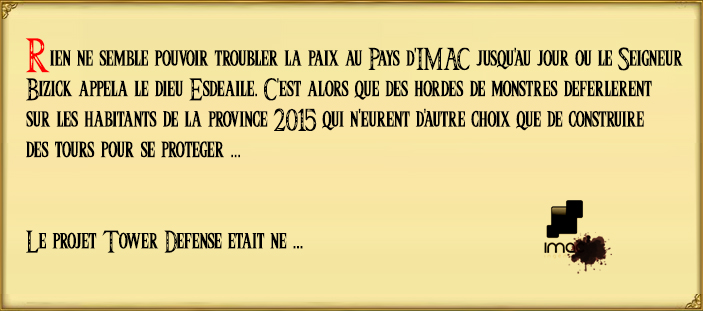 Rien ne semble pouvoir troubler la paix au Pays d'IMAC jusqu'au jour ou le Seigneur
Bizick appela le dieu Esdeaile. C'est alors que des hordes de monstres deferlerent
sur les habitants de la province 2015 qui n'eurent d'autre choix que de construire
des tours pour se proteger ...
Le projet Tower Defense etait ne ...